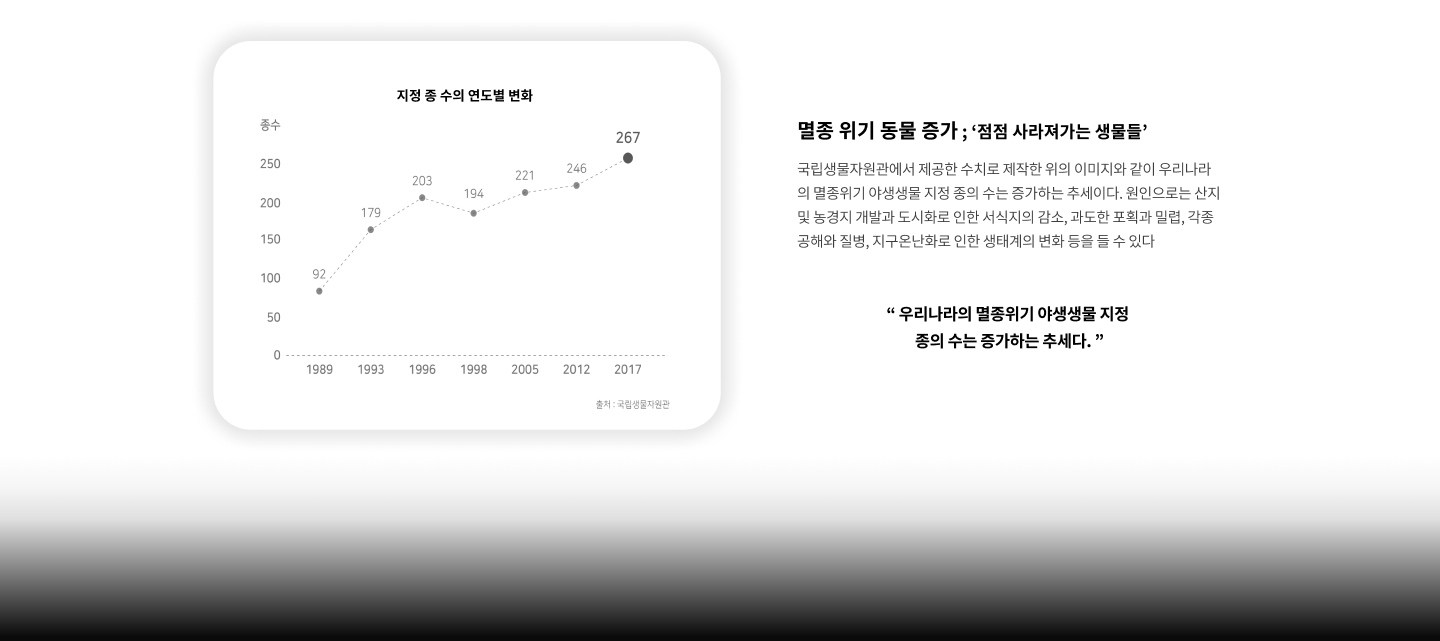 지정 종 수의 연도별 변화
종수
267
250
246
221
203
200
194
179
150
100
92
50
0
1989 1993 1996 1998 2005 2012 2017
출처 : 국립생물자원관
멸종 위기 동물 증가 ; ‘점점 사라져가는 생물들’
국립생물자원관에서 제공한 수치로 제작한 위의 이미지와 같이 우리나라
의 멸종위기 야생생물 지정 종의 수는 증가하는 추세이다. 원인으로는 산지
및 농경지 개발과 도시화로 인한 서식지의 감소, 과도한 포획과 밀렵, 각종
공해와 질병, 지구온난화로 인한 생태계의 변화 등을 들 수 있다
“ 우리나라의 멸종위기 야생생물 지정
종의 수는 증가하는 추세다. ”